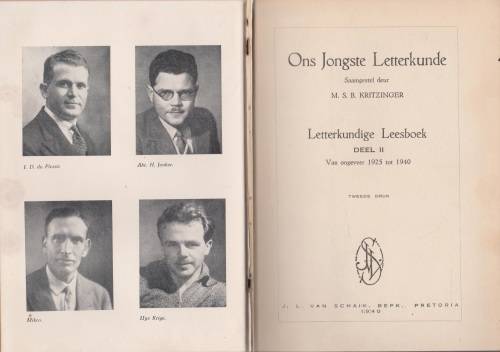 I. D. du Plessis.
Abr. H. Jonker.
Mikro.
Uys Krige.
Ons Jongste Letterkunde
Saamgestel deur
M. S. B. KRITZINGER
Letterkundige Leesboek
DEEL II
Van ongeveer 1925 tot 1940
TWEEDE DRUK
J. L. VAN SCHAIK, BEPK., PRETORIA
1940